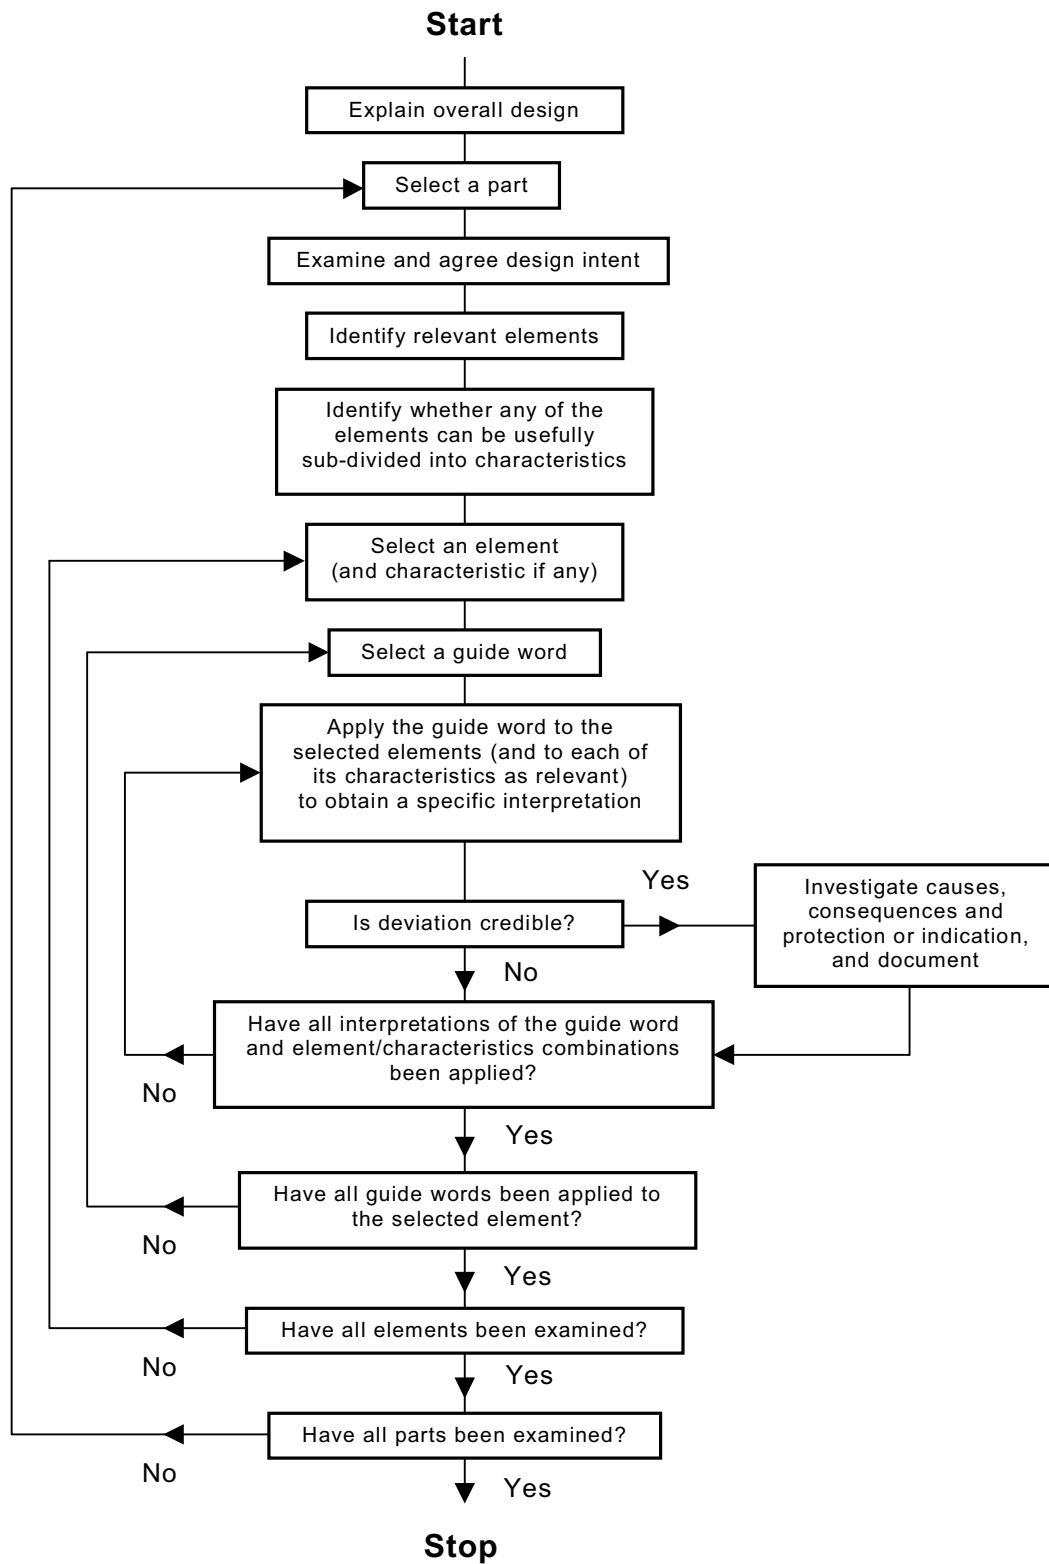 Start
Explain overall design
Select a part
Examine and agree design intent
Identify relevant elements
Identify whether any of the
elements can be usefully
sub-divided into characteristics
Select an element
(and characteristic if any)
Select a guide word
Apply the guide word to the
selected elements (and to each of
its characteristics as relevant)
to obtain a specific interpretation
Is deviation credible?
Yes
Investigate causes,
consequences and
protection or indication,
and document
No
Have all interpretations of the guide word
and element/characteristics combinations
been applied?
No
Yes
Have all guide words been applied to
the selected element?
No
Yes
Have all elements been examined?
No
Yes
Have all parts been examined?
No
Yes
Stop